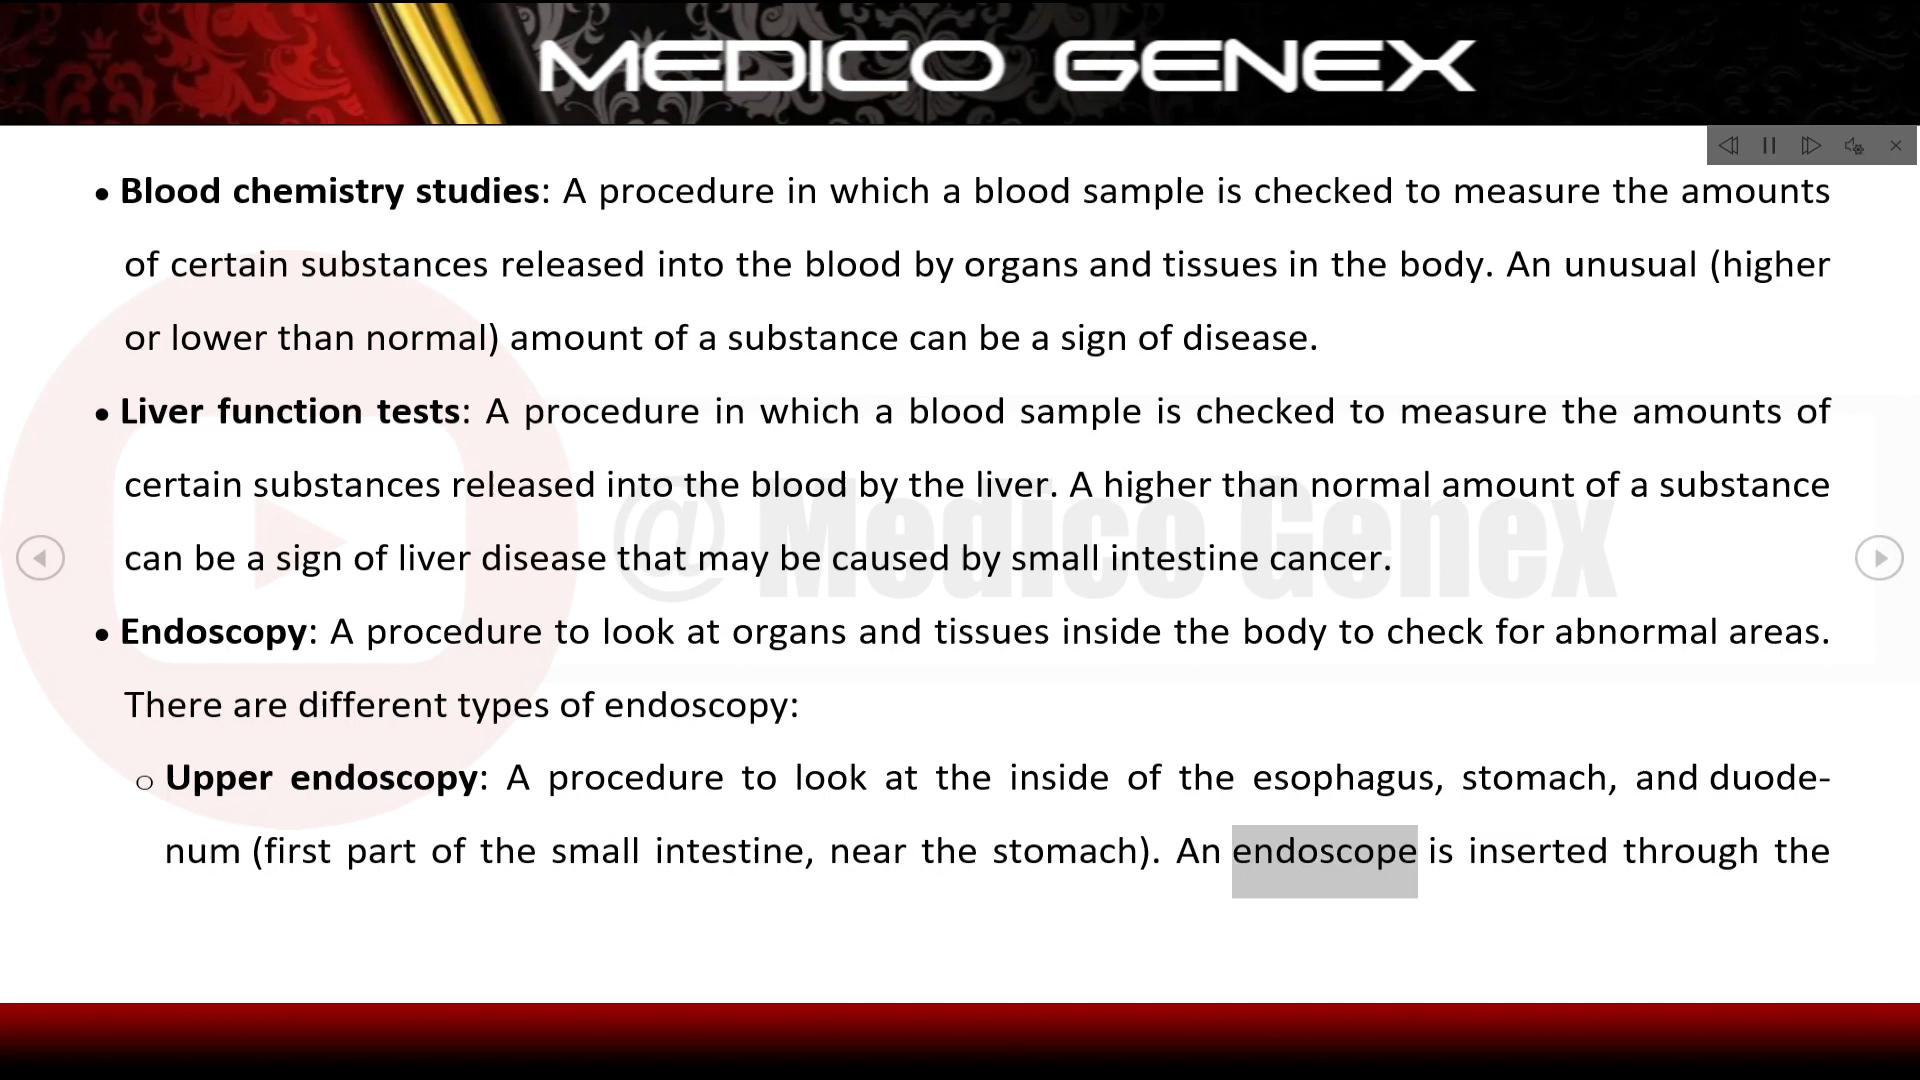 MEDICO GENEX
• Blood chemistry studies: A procedure in which a blood sample is checked to measure the amounts
of certain substances released into the blood by organs and tissues in the body. An unusual (higher
or lower than normal) amount of a substance can be a sign of disease.
• Liver function tests: A procedure in which a blood sample is checked to measure the amounts of
certain substances released into the blood by the liver. A higher than normal amount of a substance
can be a sign of liver disease that may be caused by small intestine cancer.
@ Medico Genex
• Endoscopy: A procedure to look at organs and tissues inside the body to check for abnormal areas.
There are different types of endoscopy:
o Upper endoscopy: A procedure to look at the inside of the esophagus, stomach, and duode-
num (first part of the small intestine, near the stomach). An endoscope is inserted through the